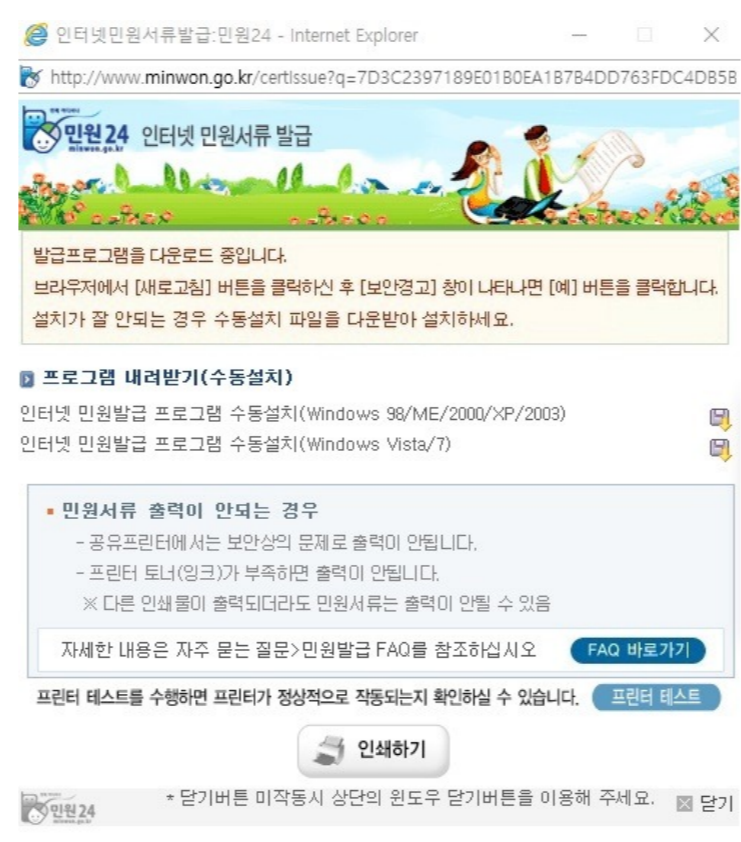 인터넷민원서류발급:민원24 - Internet Explorer
http://www.minwon.go.kr/certIssue?q=7D3C2397189E01B0EA1B7B4DD763FDC4DB5B
민원24 인터넷 민원서류 발급
minwon.go.kr
발급프로그램을 다운로드 중입니다.
브라우저에서 [새로고침] 버튼을 클릭하신 후 [보안경고] 창이 나타나면 [예] 버튼을 클릭합니다.
설치가 잘 안되는 경우 수동설치 파일을 다운받아 설치하세요.
프로그램 내려받기(수동설치)
인터넷 민원발급 프로그램 수동설치(Windows 98/ME/2000/XP/2003)
인터넷 민원발급 프로그램 수동설치(Windows Vista/7)
민원서류 출력이 안되는 경우
- 공유프린터에서는 보안상의 문제로 출력이 안됩니다.
- 프린터 토너(잉크)가 부족하면 출력이 안됩니다.
※ 다른 인쇄물이 출력되더라도 민원서류는 출력이 안될 수 있음
자세한 내용은 자주 묻는 질문>민원발급 FAQ를 참조하십시오 FAQ 바로가기
프린터 테스트를 수행하면 프린터가 정상적으로 작동되는지 확인하실 수 있습니다. 프린터 테스트
인쇄하기
민원24 * 닫기버튼 미작동시 상단의 윈도우 닫기버튼을 이용해 주세요. 닫기
minwon.go.kr